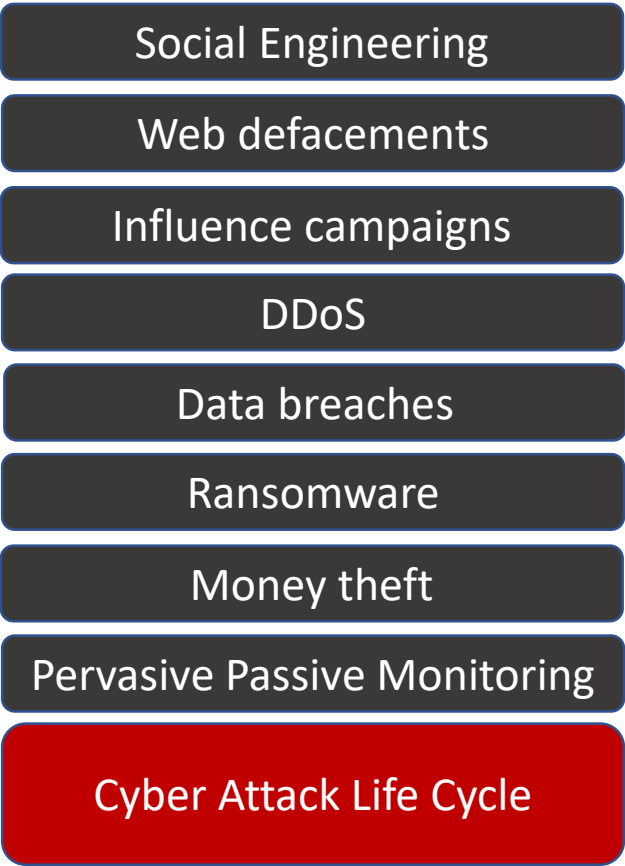 Social Engineering
Web defacements
Influence campaigns
DDoS
Data breaches
Ransomware
Money theft
Pervasive Passive Monitoring
Cyber Attack Life Cycle